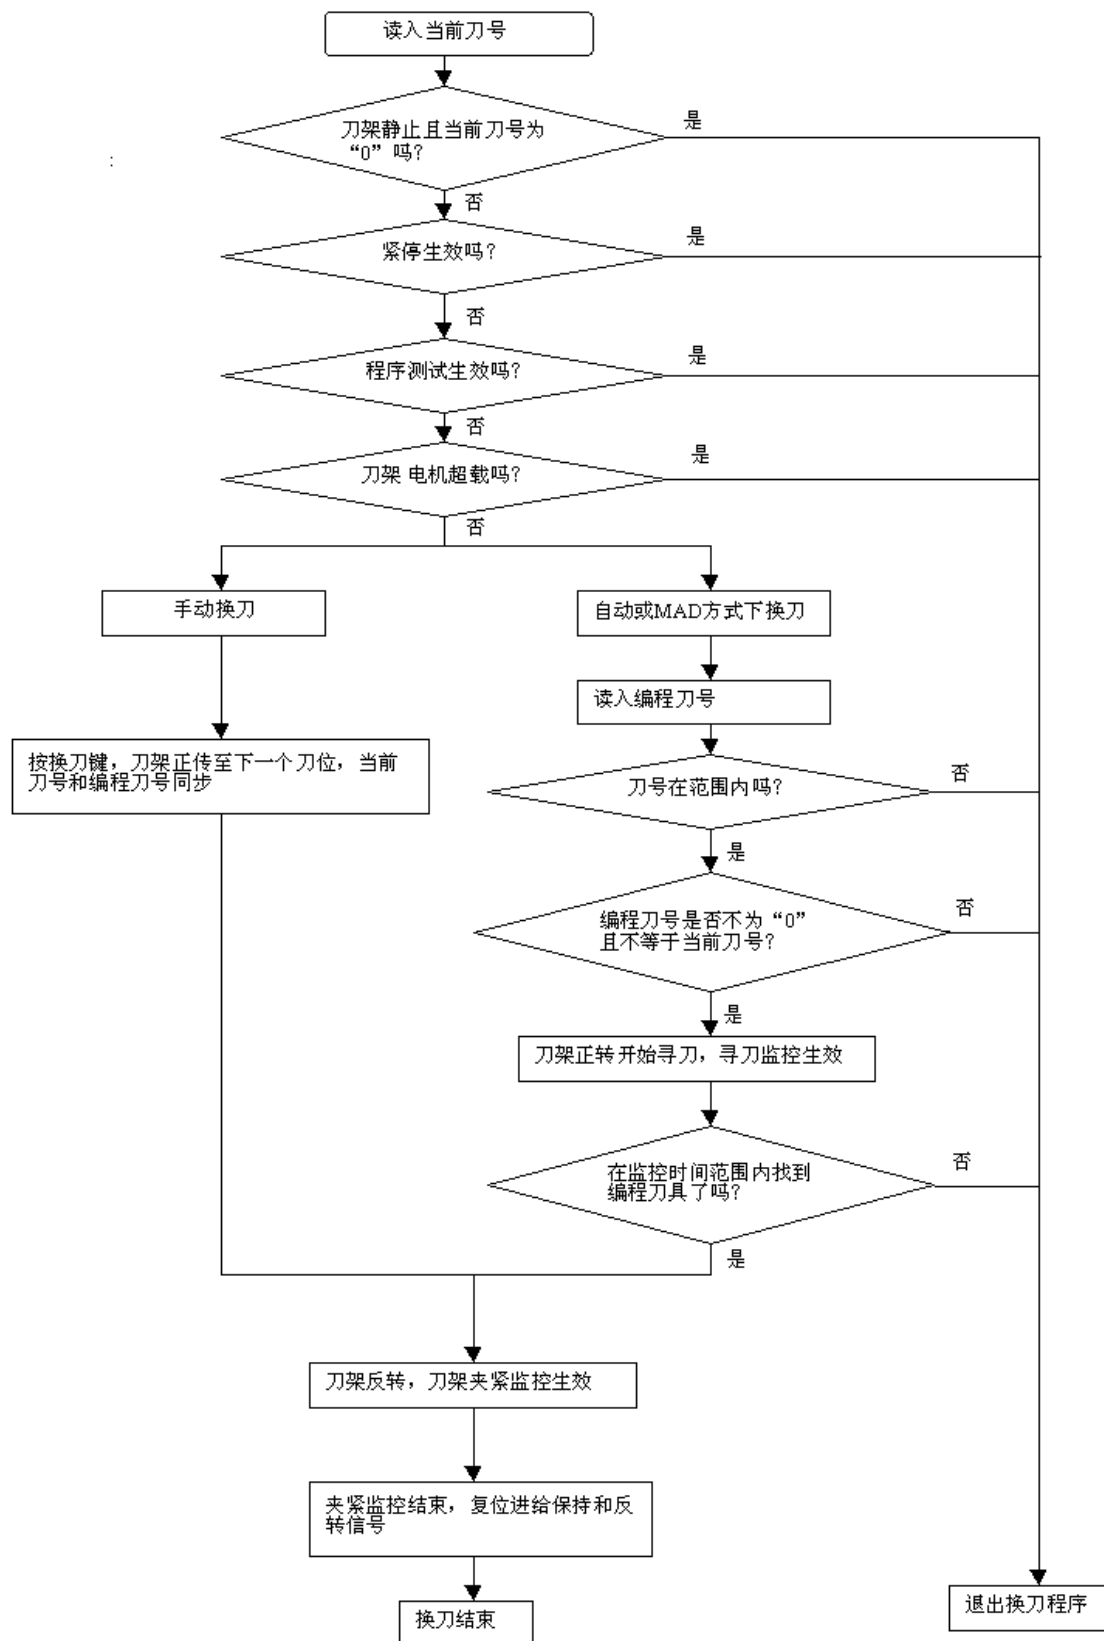 读入当前刀号
刀架静止且当前刀号为
“0”吗？
是
:
否
紧停生效吗？
是
否
程序测试生效吗？
是
否
刀架 电机超载吗？
是
否
手动换刀
自动或MAD方式下换刀
读入编程刀号
按换刀键，刀架正传至下一个刀位，当前
刀号和编程刀号同步
刀号在范围内吗？
否
是
编程刀号是否不为“0”
且不等于当前刀号？
否
是
刀架正转开始寻刀，寻刀监控生效
在监控时间范围内找到
编程刀具了吗？
否
是
刀架反转，刀架夹紧监控生效
夹紧监控结束，复位进给保持和反
转信号
换刀结束
退出换刀程序